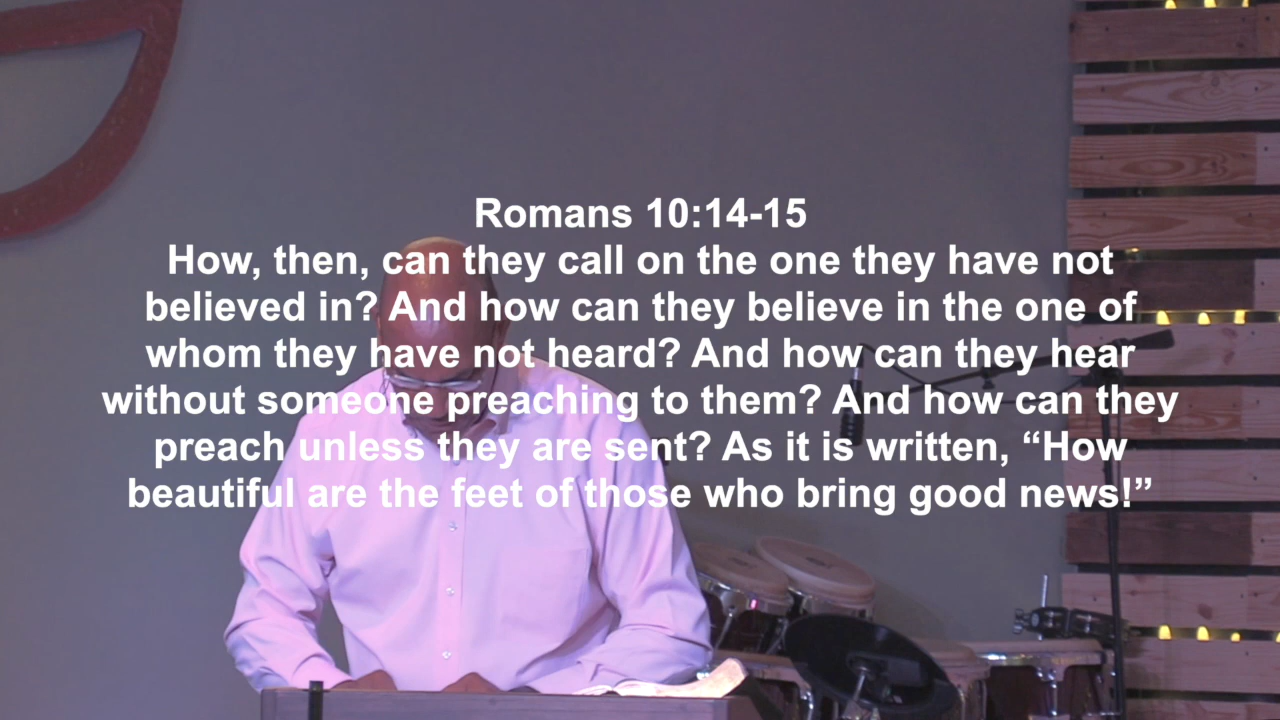 Romans 10:14-15
How, then, can they call on the one they have not
believed in? And how can they believe in the one of
whom they have not heard? And how can they hear
without someone preaching to them? And how can they
preach unless they are sent? As it is written, “How
beautiful are the feet of those who bring good news!”